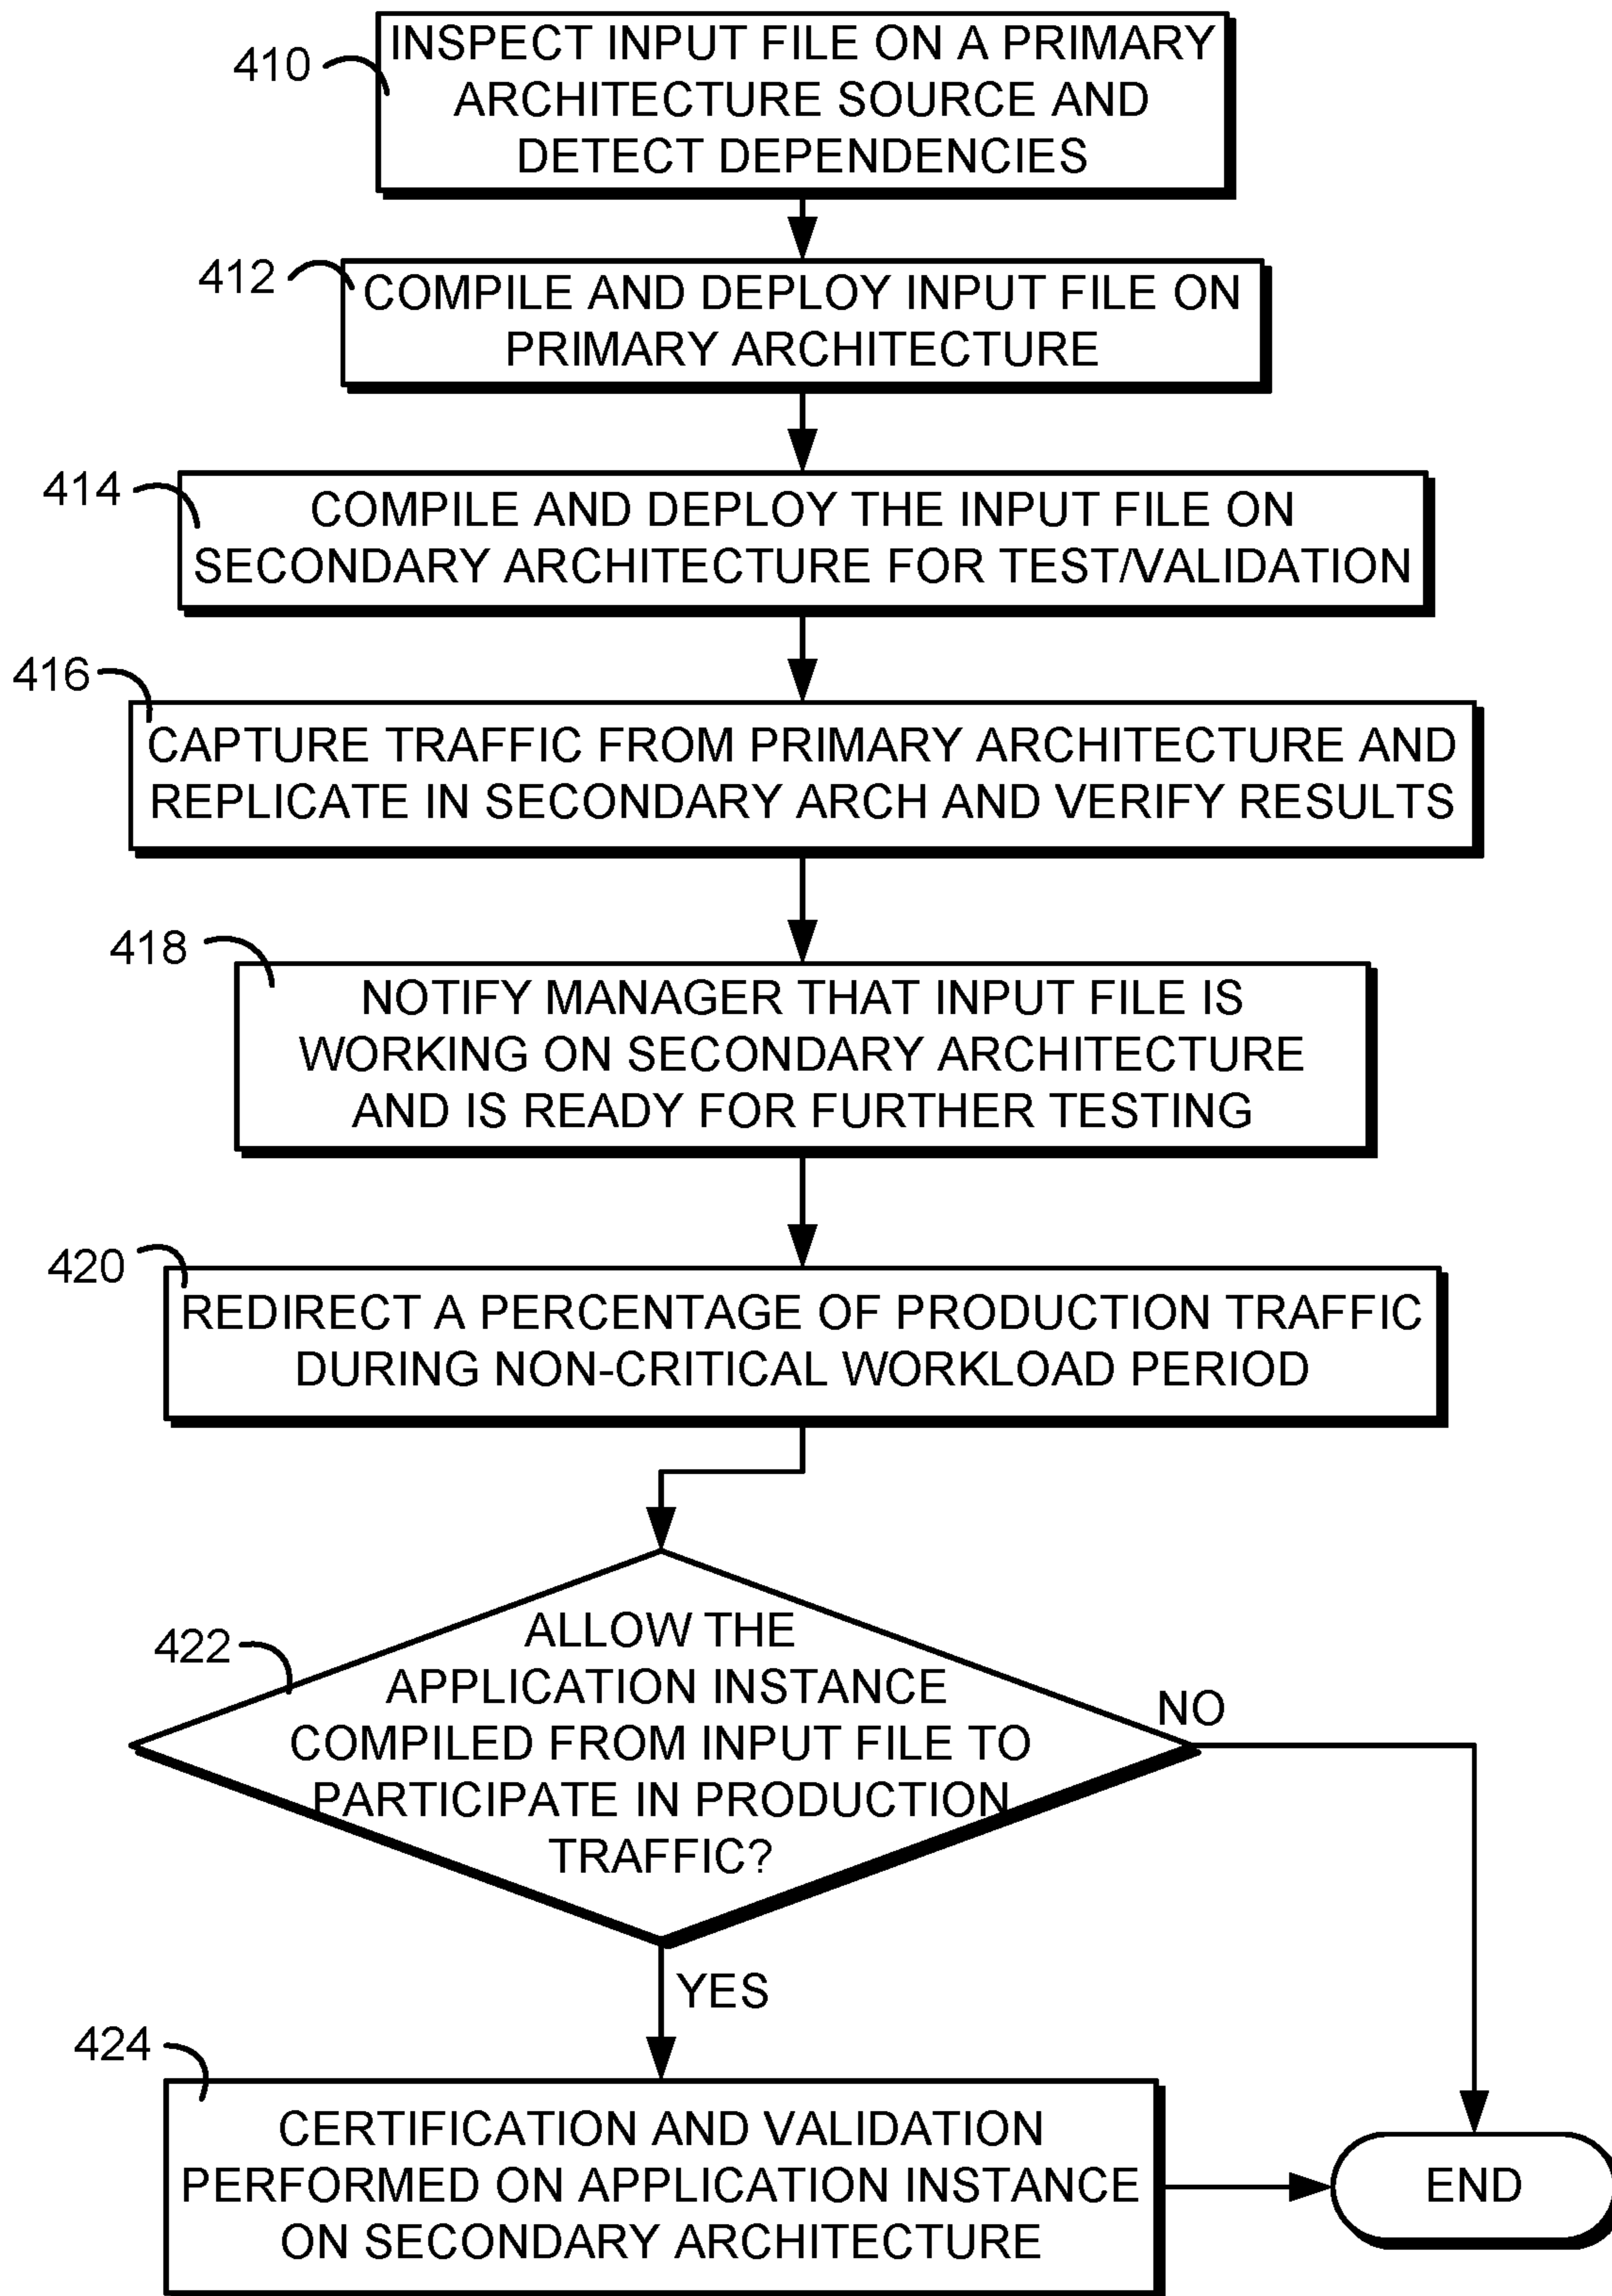 410
INSPECT INPUT FILE ON A PRIMARY
ARCHITECTURE SOURCE AND
DETECT DEPENDENCIES
412
COMPILE AND DEPLOY INPUT FILE ON
PRIMARY ARCHITECTURE
414
COMPILE AND DEPLOY THE INPUT FILE ON
SECONDARY ARCHITECTURE FOR TEST/VALIDATION
416
CAPTURE TRAFFIC FROM PRIMARY ARCHITECTURE AND
REPLICATE IN SECONDARY ARCH AND VERIFY RESULTS
418
NOTIFY MANAGER THAT INPUT FILE IS
WORKING ON SECONDARY ARCHITECTURE
AND IS READY FOR FURTHER TESTING
420
REDIRECT A PERCENTAGE OF PRODUCTION TRAFFIC
DURING NON-CRITICAL WORKLOAD PERIOD
422
ALLOW THE
APPLICATION INSTANCE
COMPILED FROM INPUT FILE TO
PARTICIPATE IN PRODUCTION
TRAFFIC?
NO
YES
424
CERTIFICATION AND VALIDATION
PERFORMED ON APPLICATION INSTANCE
ON SECONDARY ARCHITECTURE
END